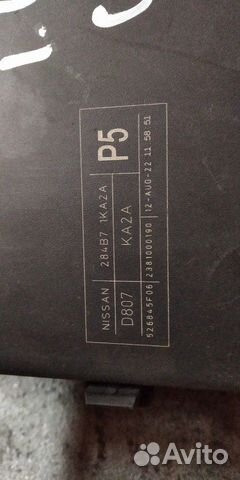 NISSAN 284B7 1KA2A P5
D807 KA2A
526845F06 2381000190 12-AUG-22 11 58 51
Avito